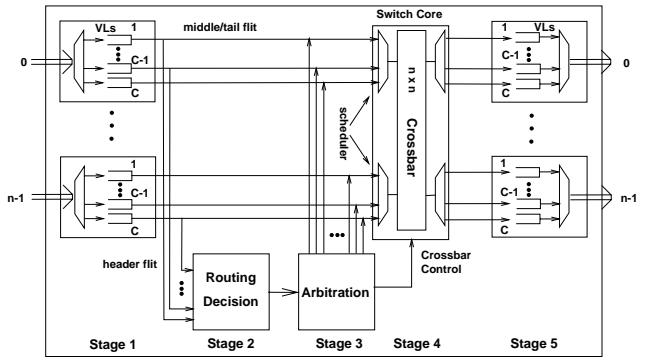 Switch Core
VLs
1
middle/tail flit
1
VLs
0
C-1
C
n x n
Crossbar
C-1
C
0
scheduler
1
C-1
C
n-1
1
C-1
C
n-1
header flit
Routing
Decision
Arbitration
Crossbar
Control
Stage 1
Stage 2
Stage 3
Stage 4
Stage 5